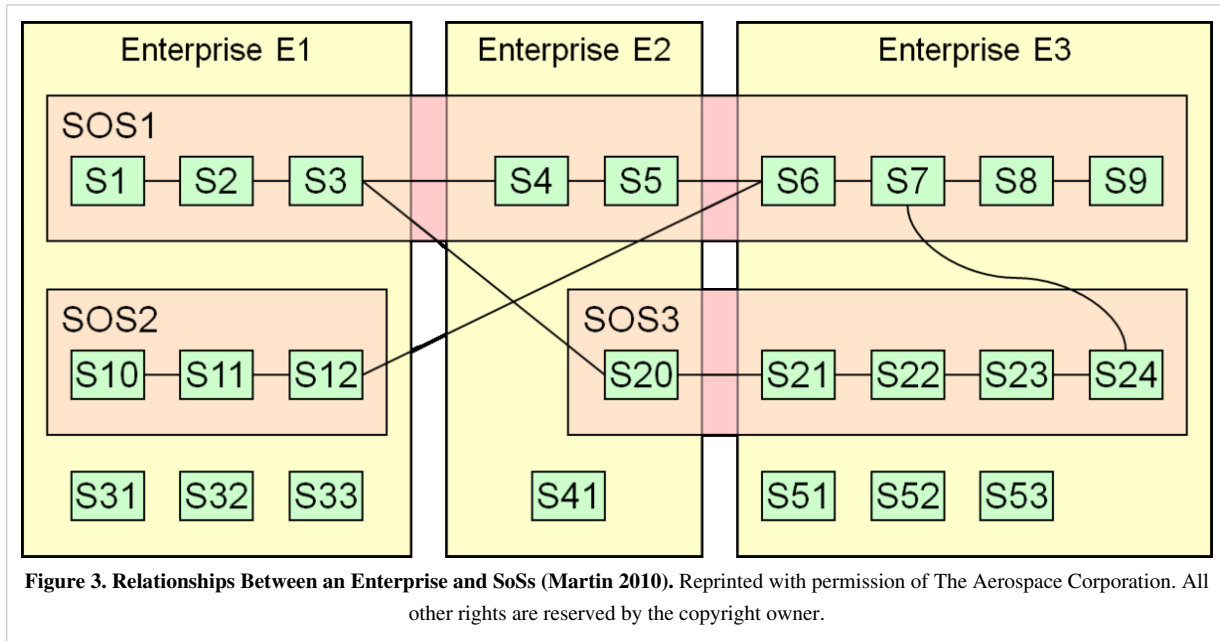 Enterprise E1
Enterprise E2
Enterprise E3
SOS1
S1
S2
S3
S4
S5
S6
S7
S8
S9
SOS2
SOS3
S10
S11
S12
S20
S21
S22
S23
S24
S31
S32
S33
S41
S51
S52
S53
Figure 3. Relationships Between an Enterprise and SoSs (Martin 2010). Reprinted with permission of The Aerospace Corporation. All
other rights are reserved by the copyright owner.